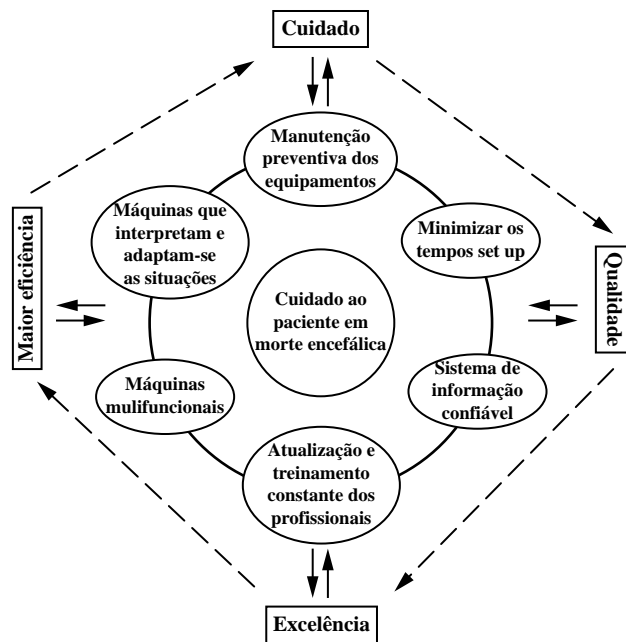 Cuidado
Manutenção
preventiva dos
equipamentos
Máquinas que
interpretam e
adaptam-se
as situações
Minimizar os
tempos set up
Maior eficiência
Cuidado ao
paciente em
morte encefálica
Qualidade
Máquinas
mulifuncionais
Sistema de
informação
confiável
Atualização e
treinamento
constante dos
profissionais
Excelência